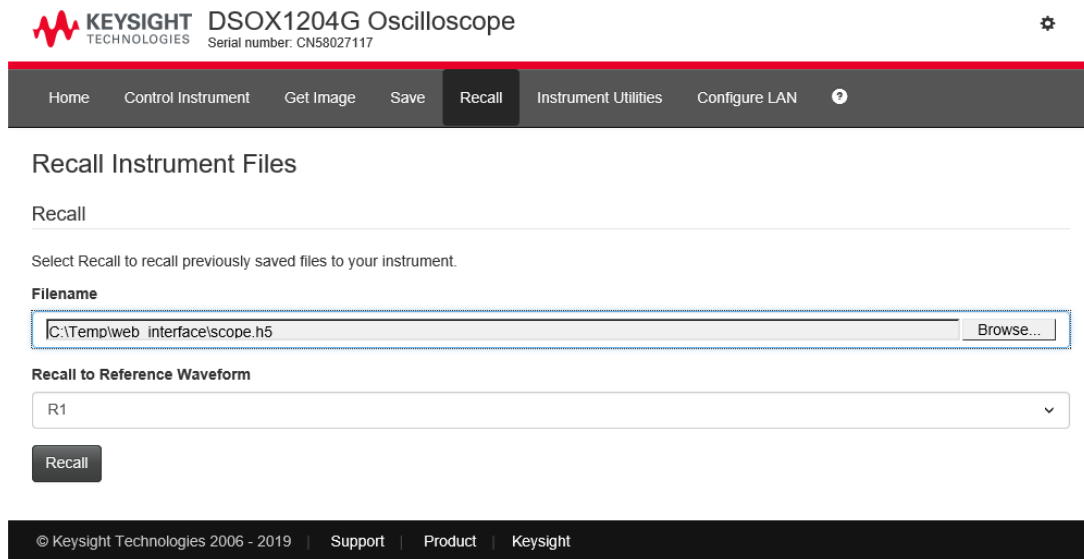 KEYSIGHT TECHNOLOGIES DSOX1204G Oscilloscope
Serial number: CN58027117
Home Control Instrument Get Image Save Recall Instrument Utilities Configure LAN ?
Recall Instrument Files
Recall
Select Recall to recall previously saved files to your instrument.
Filename
C:\Temp\web_interface\scope.h5 Browse...
Recall to Reference Waveform
R1
Recall
© Keysight Technologies 2006 - 2019 | Support | Product | Keysight